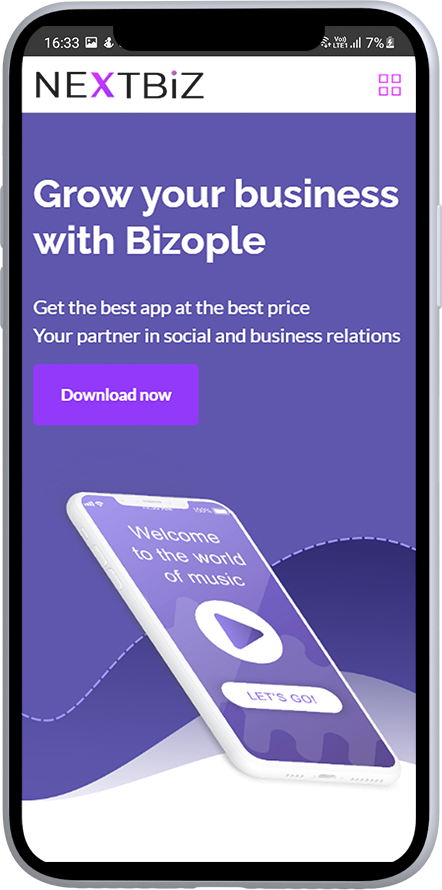 16:33 Vo)) LTE1 7%
NEXTBiZ
Grow your business
with Bizople
Get the best app at the best price
Your partner in social and business relations
Download now
100%
Welcome
to the world
of music
LET'S GO!